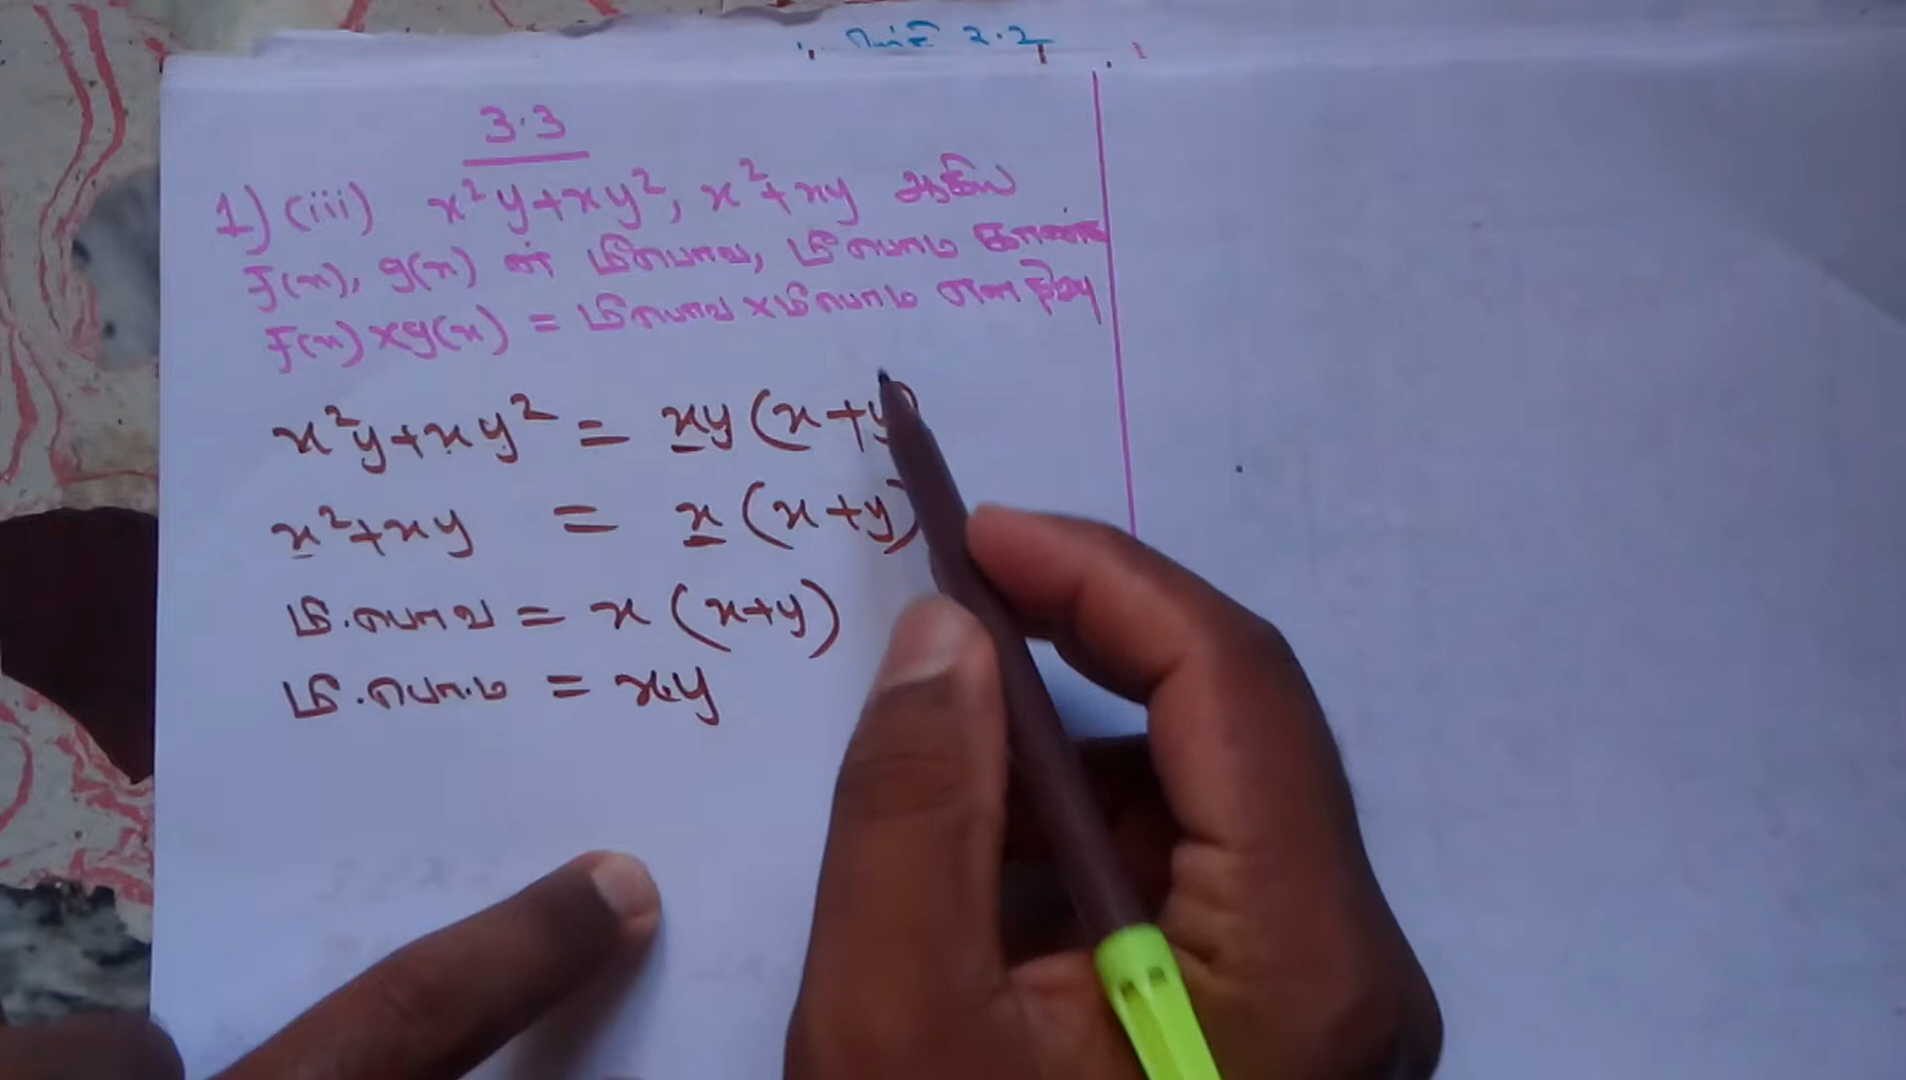 3.3
1) (iii) x²y+xy², x²+xy ஆகிய
f(x), g(x) ன் மீபொவ, மீபொம காண்க
f(x) x g(x) = மீபொவ x மீபொம என
x²y+xy² = xy (x+y)
x²+xy = x (x+y)
மீ.பொவ = x (x+y)
மீ.பொ.ம = xy